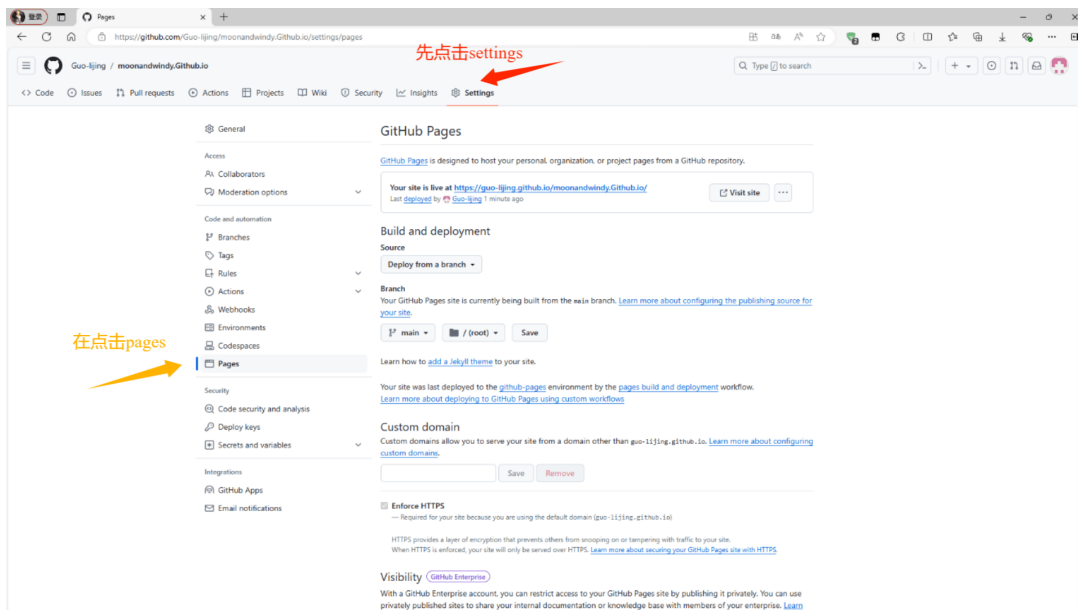 登录
Pages
https://github.com/Guo-lijing/moonandwindy.Github.io/settings/pages
先点击settings
Guo-lijing / moonandwindy.Github.io
Type / to search
Code Issues Pull requests Actions Projects Wiki Security Insights Settings
General
Access
Collaborators
Moderation options
Code and automation
Branches
Tags
Rules
Actions
Webhooks
Environments
Codespaces
在点击pages
Pages
Security
Code security and analysis
Deploy keys
Secrets and variables
Integrations
GitHub Apps
Email notifications
GitHub Pages
GitHub Pages is designed to host your personal, organization, or project pages from a GitHub repository.
Your site is live at https://guo-lijing.github.io/moonandwindy.Github.io/
Visit site
Last deployed by Guo-lijing 1 minute ago
Build and deployment
Source
Deploy from a branch
Branch
Your GitHub Pages site is currently being built from the main branch. Learn more about configuring the publishing source for
your site.
main / (root) Save
Learn how to add a Jekyll theme to your site.
Your site was last deployed to the github-pages environment by the pages build and deployment workflow.
Learn more about deploying to GitHub Pages using custom workflows
Custom domain
Custom domains allow you to serve your site from a domain other than guo-lijing.github.io. Learn more about configuring
custom domains.
Save Remove
Enforce HTTPS
— Required for your site because you are using the default domain (guo-lijing.github.io)
HTTPS provides a layer of encryption that prevents others from snooping on or tampering with traffic to your site.
When HTTPS is enforced, your site will only be served over HTTPS. Learn more about securing your GitHub Pages site with HTTPS.
Visibility GitHub Enterprise
With a GitHub Enterprise account, you can restrict access to your GitHub Pages site by publishing it privately. You can use
privately published sites to share your internal documentation or knowledge base with members of your enterprise. Learn